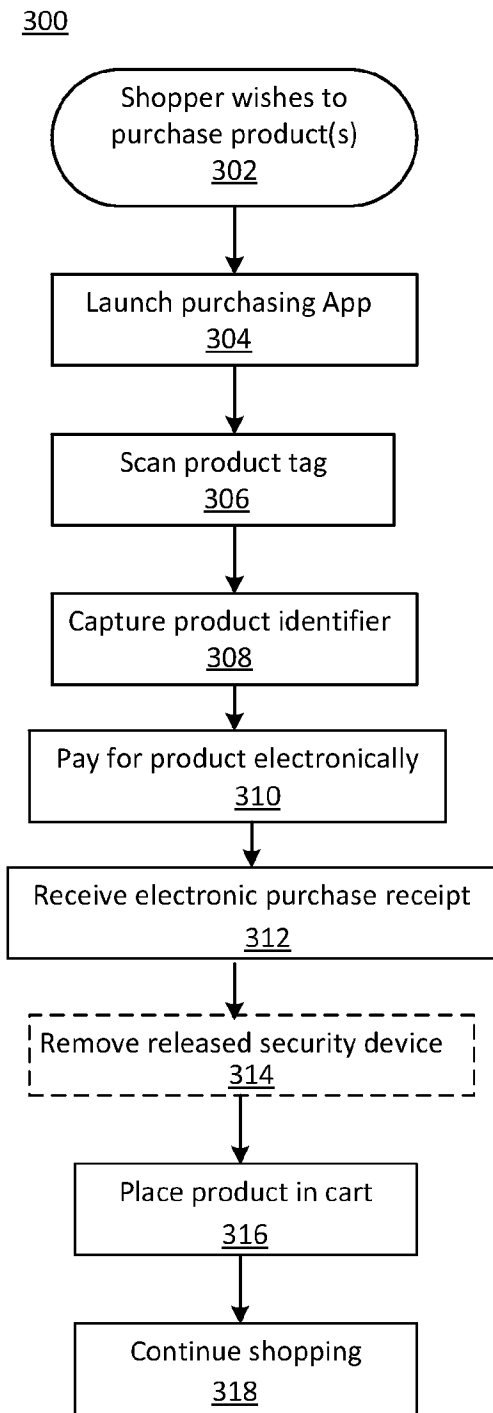 300
Shopper wishes to
purchase product(s)
302
Launch purchasing App
304
Scan product tag
306
Capture product identifier
308
Pay for product electronically
310
Receive electronic purchase receipt
312
Remove released security device
314
Place product in cart
316
Continue shopping
318